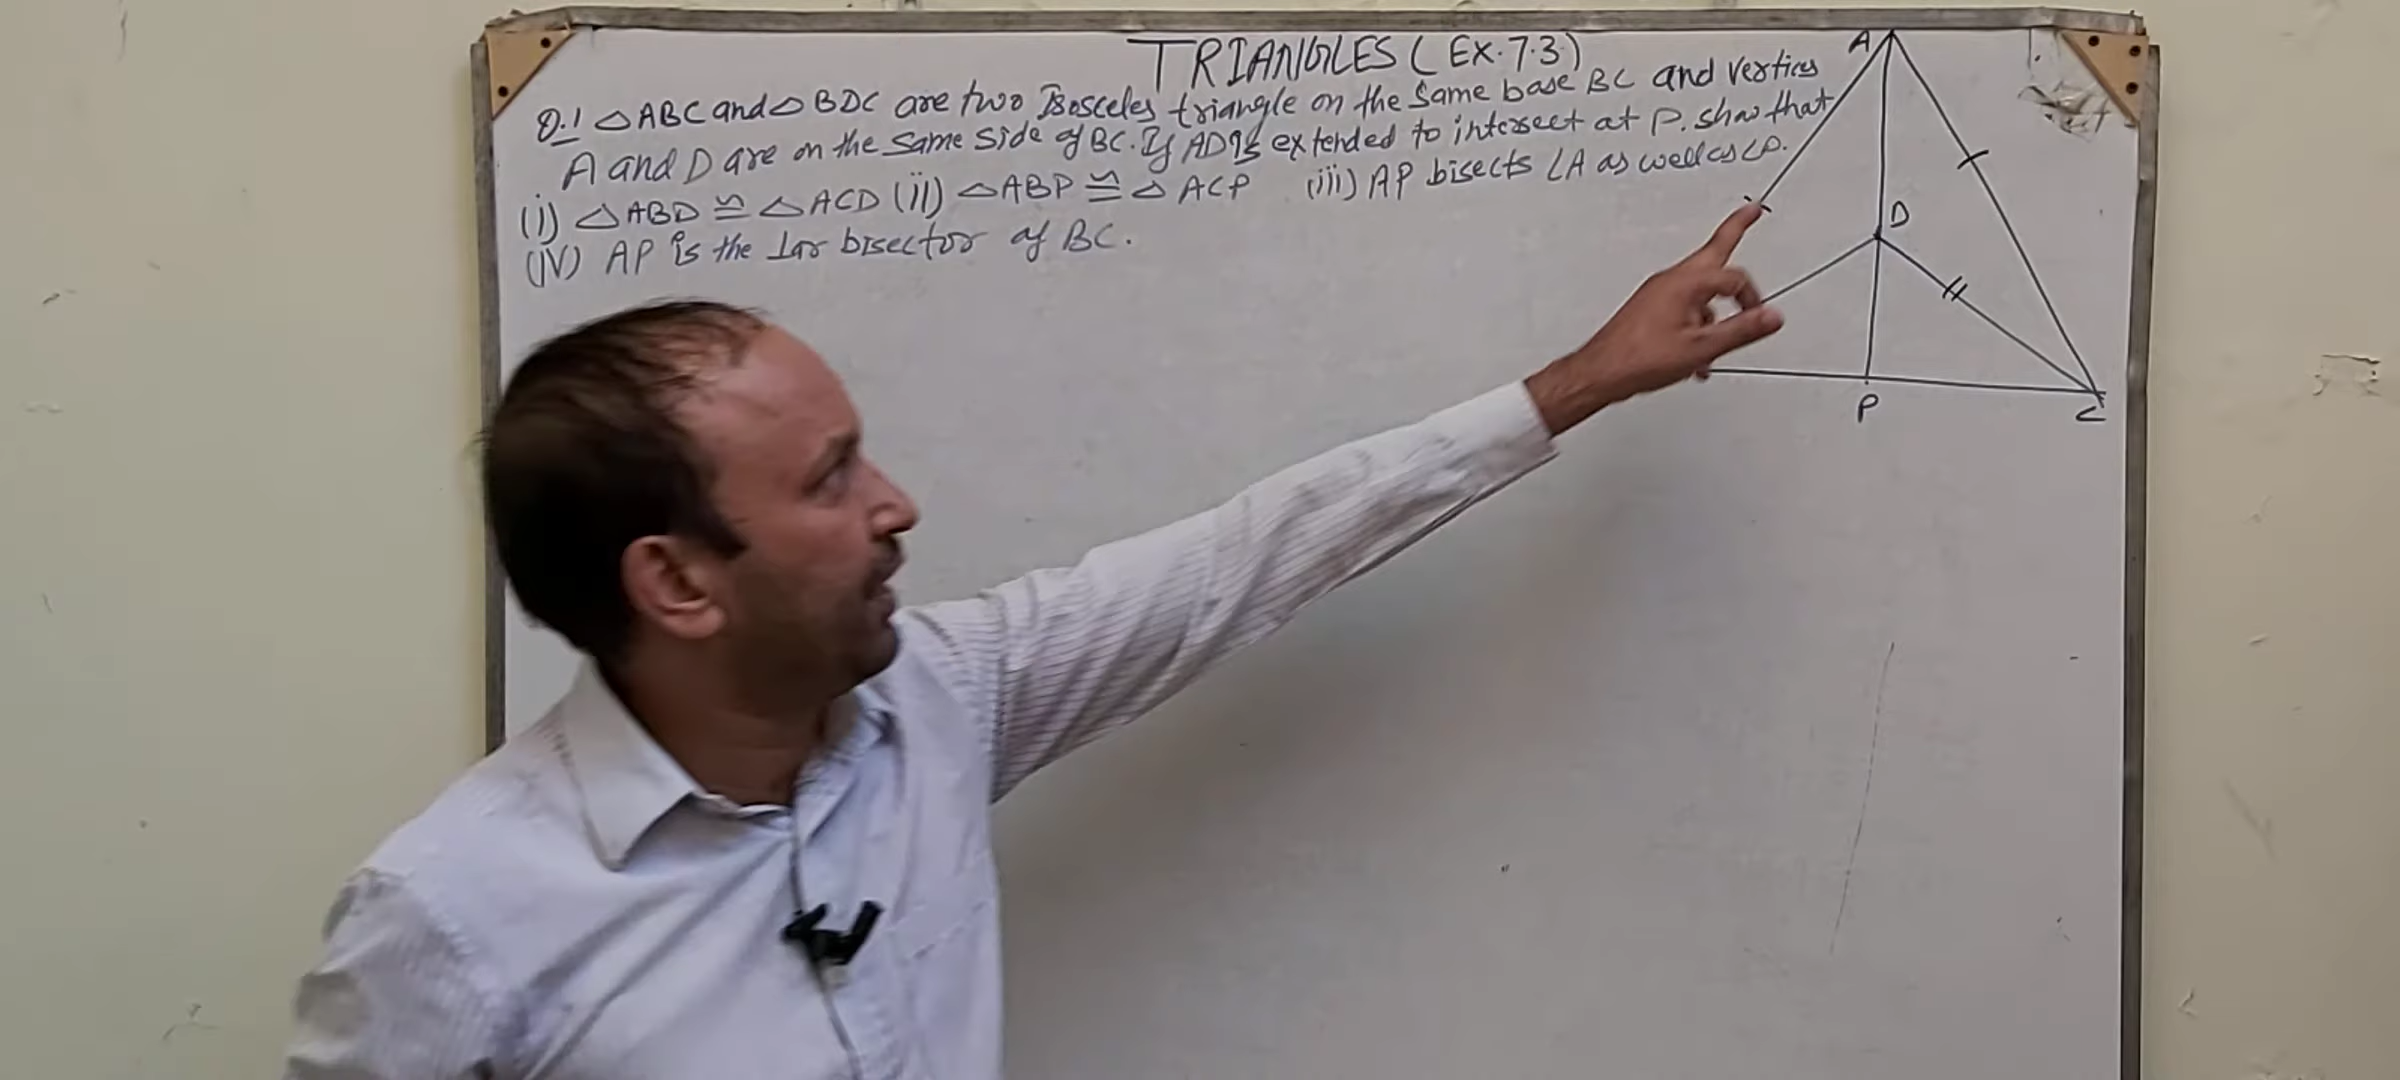 TRIANGLES (EX. 7.3)
Q.1 △ABC and △BDC are two Isosceles triangle on the same base BC and vertices
A and D are on the same side of BC. If AD is extended to intersect at P. show that
(i) △ABD ≅ △ACD (ii) △ABP ≅ △ACP (iii) AP bisects ∠A as well as ∠D.
(iv) AP is the ⊥ar bisector of BC.
A
D
P
C